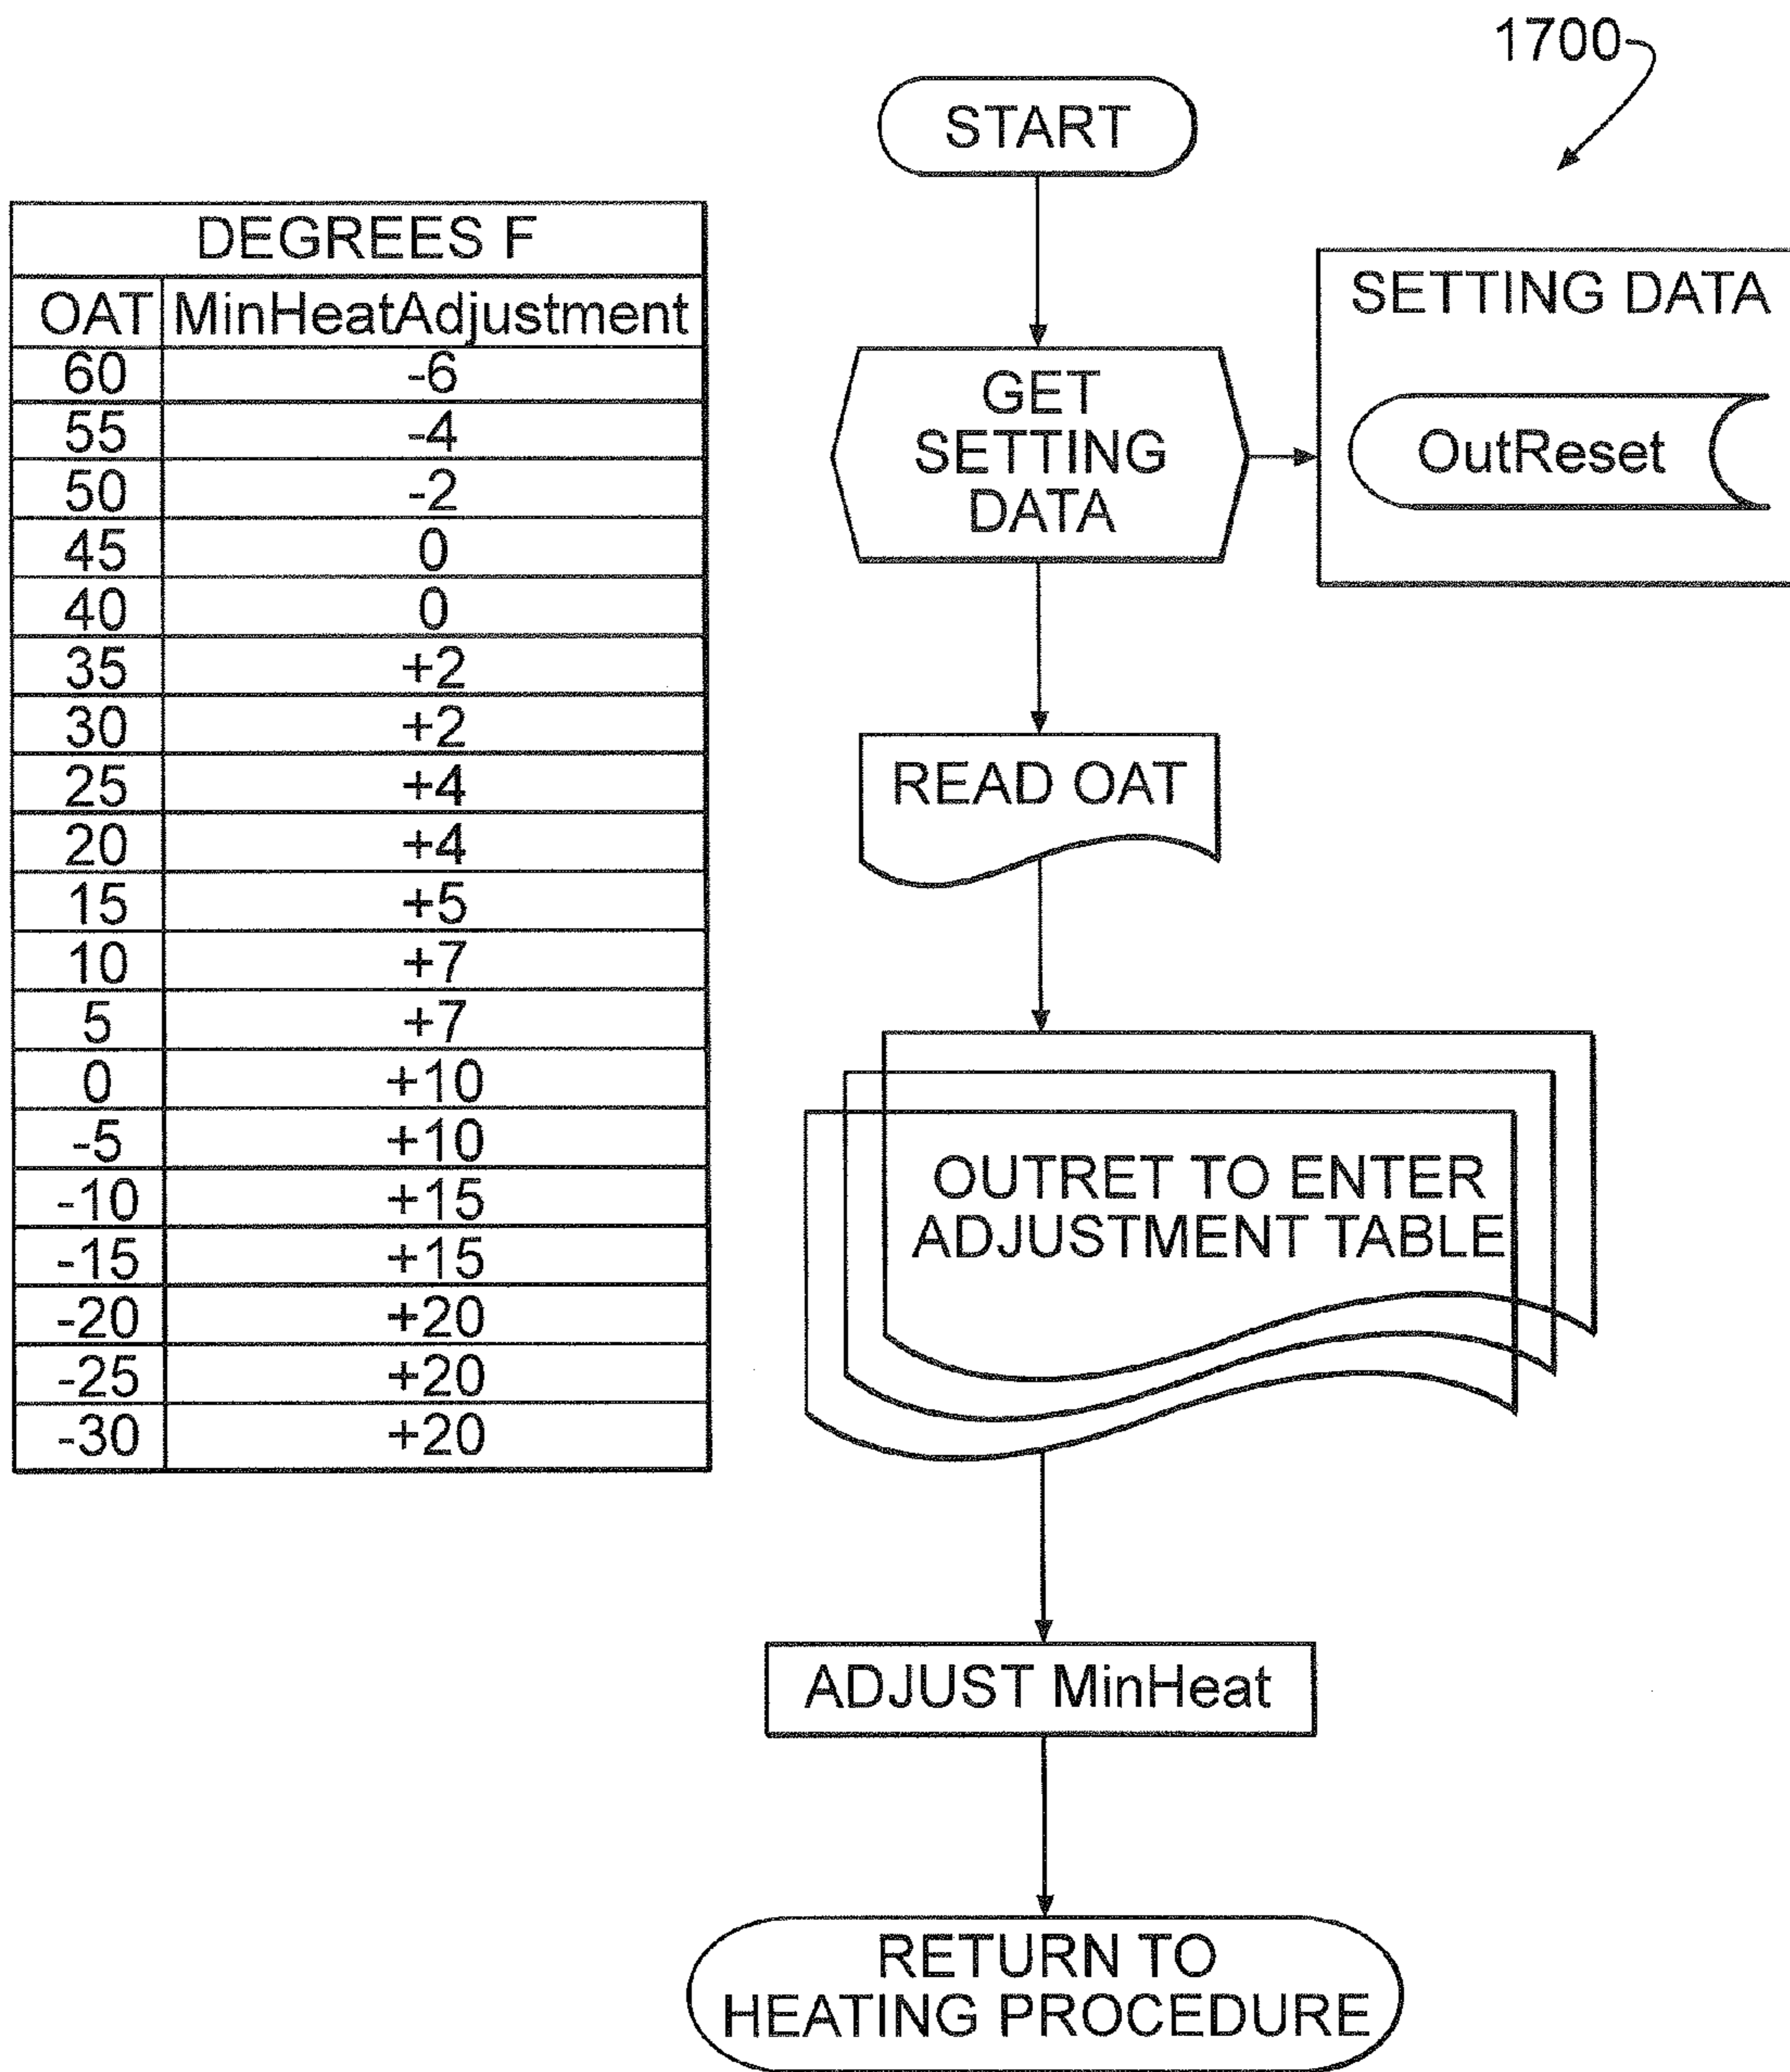 1700
START
DEGREES F
OAT MinHeatAdjustment
60 -6
55 -4
50 -2
45 0
40 0
35 +2
30 +2
25 +4
20 +4
15 +5
10 +7
5 +7
0 +10
-5 +10
-10 +15
-15 +15
-20 +20
-25 +20
-30 +20
GET
SETTING
DATA
SETTING DATA
OutReset
READ OAT
OUTRET TO ENTER
ADJUSTMENT TABLE
ADJUST MinHeat
RETURN TO
HEATING PROCEDURE